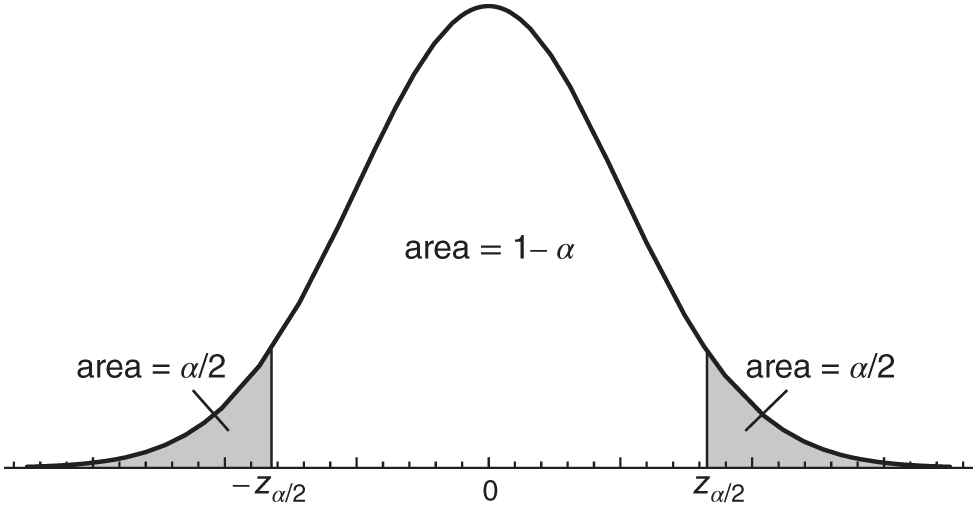 area = 1– α
area = α/2
area = α/2
−zα/2
0
zα/2